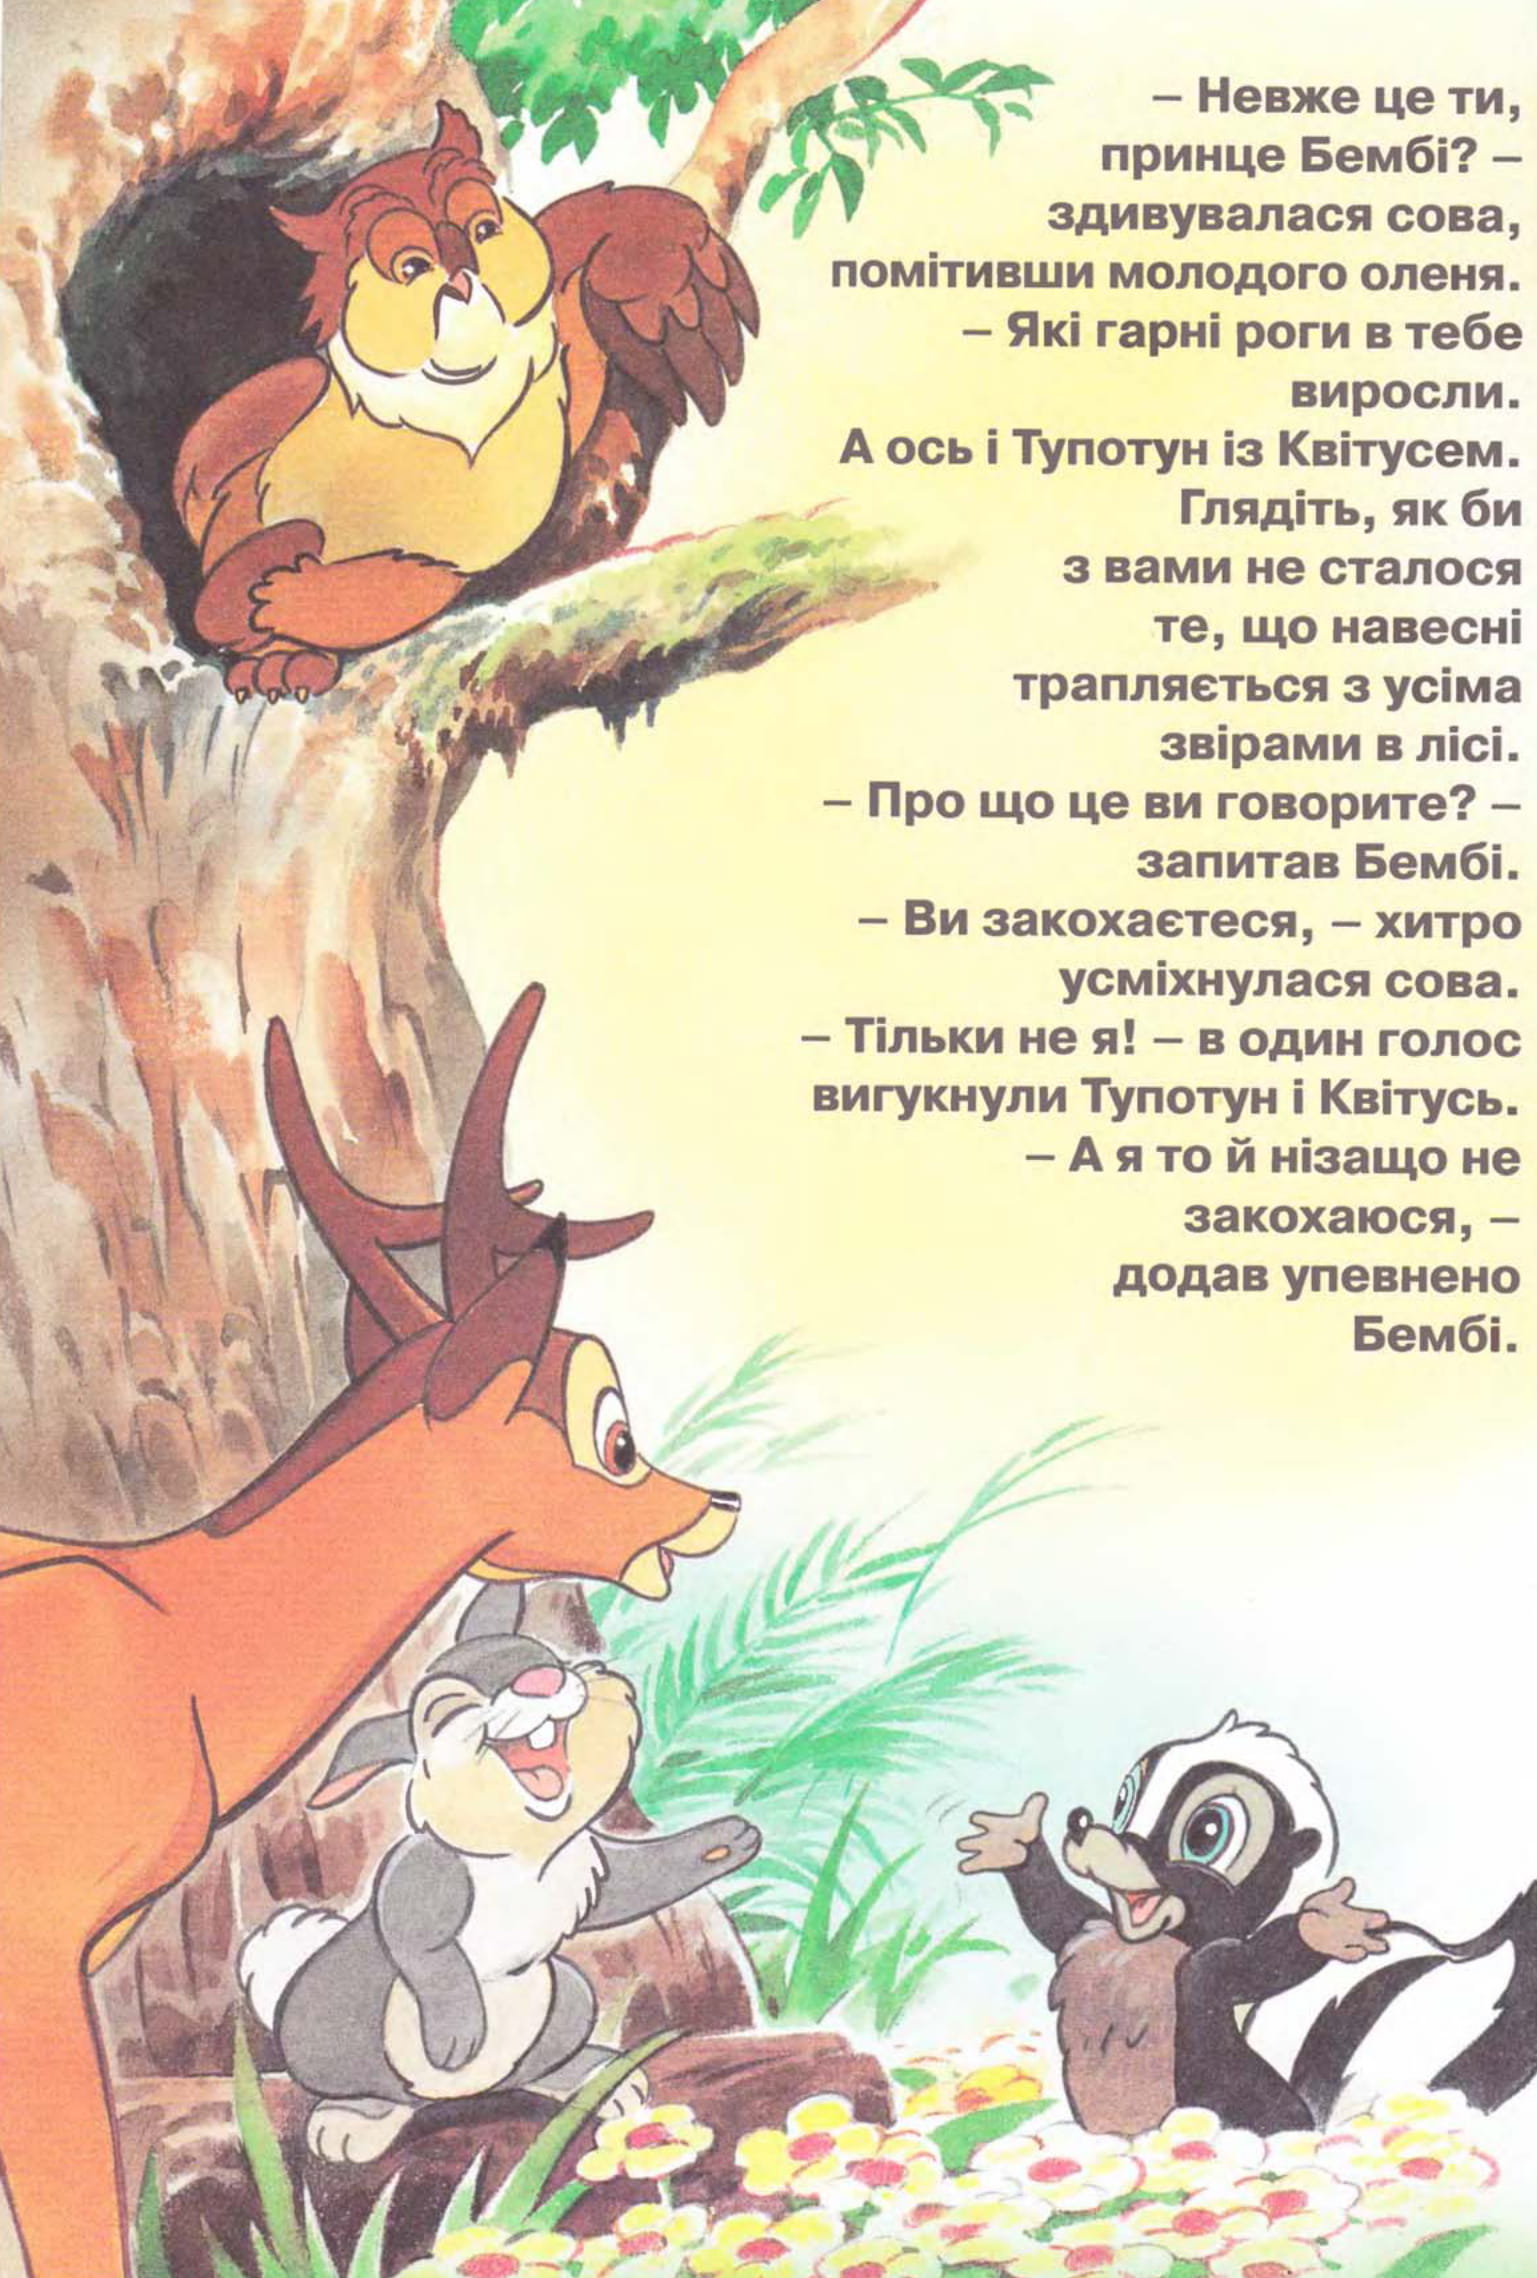 – Невже це ти,
принце Бембі? –
здивувалася сова,
помітивши молодого оленя.
– Які гарні роги в тебе
виросли.
А ось і Тупотун із Квітусем.
Глядіть, як би
з вами не сталося
те, що навесні
трапляється з усіма
звірами в лісі.
– Про що це ви говорите? –
запитав Бембі.
– Ви закохаєтеся, – хитро
усміхнулася сова.
– Тільки не я! – в один голос
вигукнули Тупотун і Квітусь.
– А я то й нізащо не
закохаюся, –
додав упевнено
Бембі.